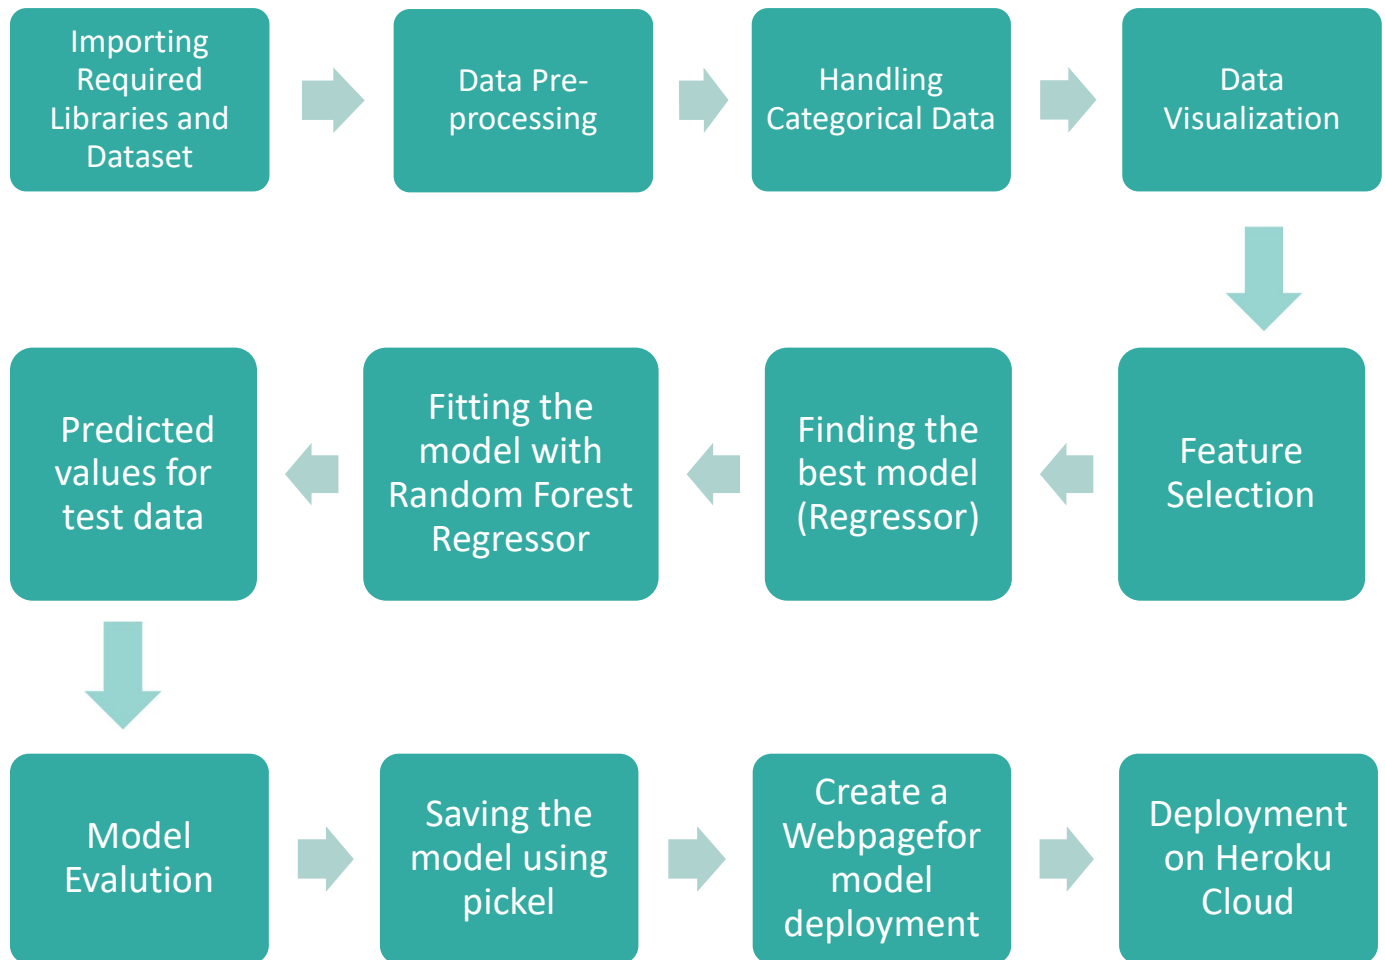 Importing
Required
Libraries and
Dataset
Data Pre-
processing
Handling
Categorical Data
Data
Visualization
Feature
Selection
Finding the
best model
(Regressor)
Fitting the
model with
Random Forest
Regressor
Predicted
values for
test data
Model
Evalution
Saving the
model using
pickel
Create a
Webpagefor
model
deployment
Deployment
on Heroku
Cloud